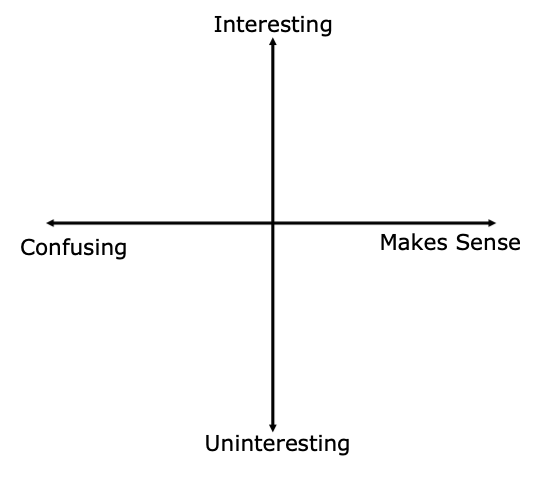 Interesting
Confusing
Makes Sense
Uninteresting